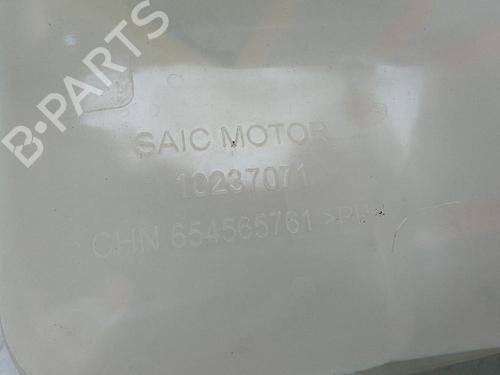 B-PARTS
SAIC MOTOR
10237071
CHN 654565761 >PP<